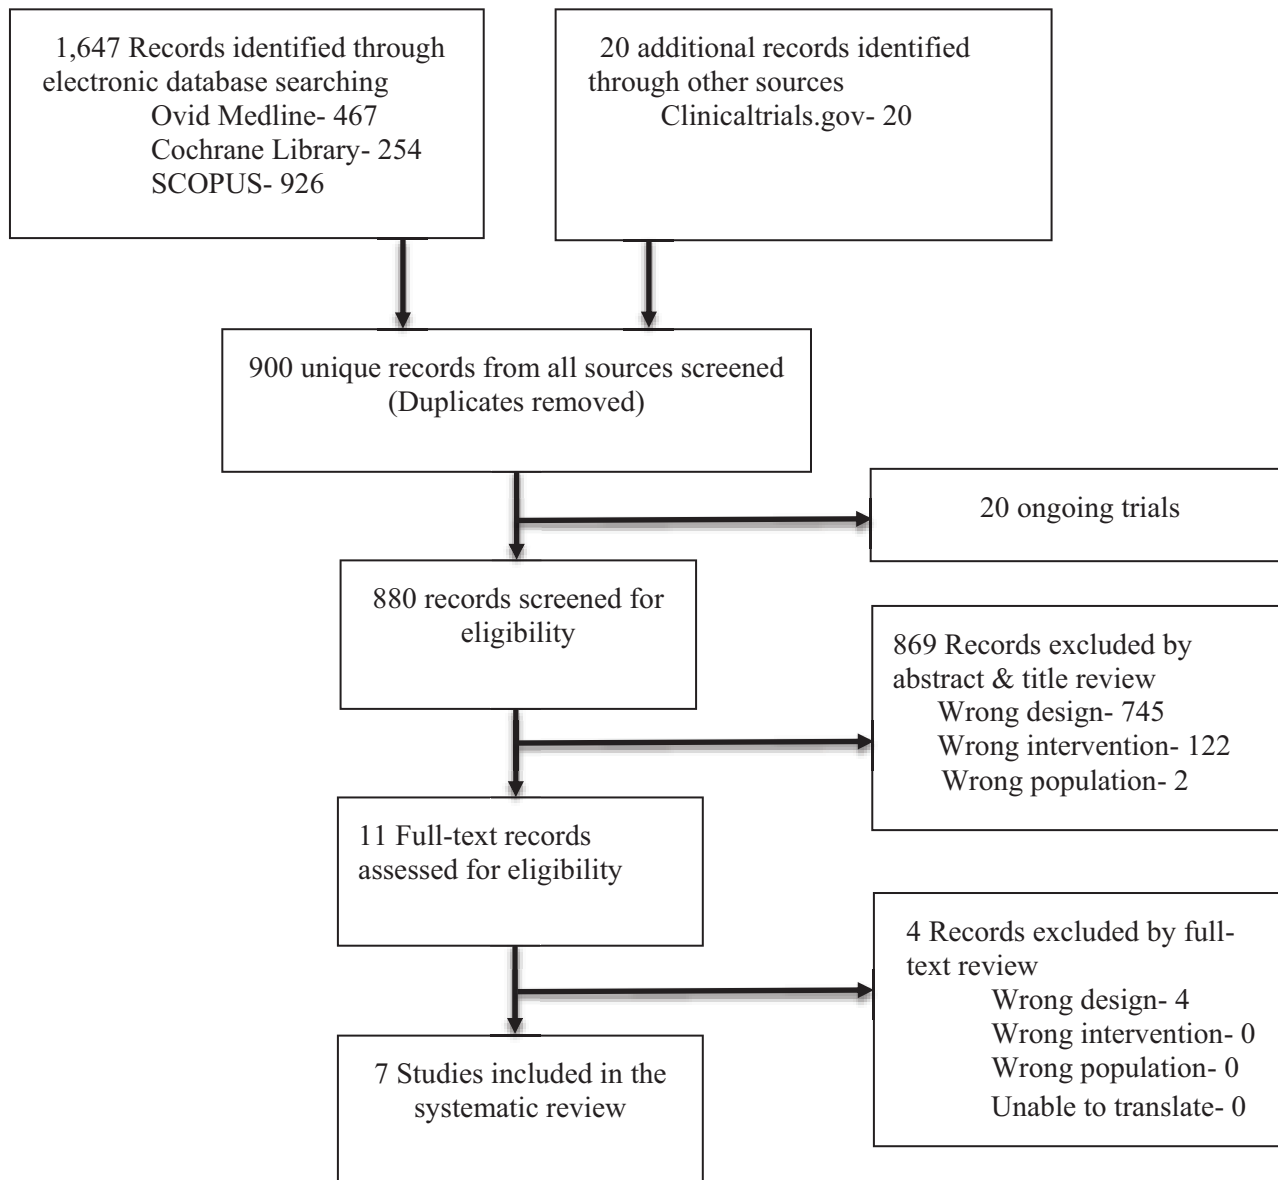 1,647 Records identified through
electronic database searching
Ovid Medline- 467
Cochrane Library- 254
SCOPUS- 926
20 additional records identified
through other sources
Clinicaltrials.gov- 20
900 unique records from all sources screened
(Duplicates removed)
20 ongoing trials
880 records screened for
eligibility
869 Records excluded by
abstract & title review
Wrong design- 745
Wrong intervention- 122
Wrong population- 2
11 Full-text records
assessed for eligibility
4 Records excluded by full-
text review
Wrong design- 4
Wrong intervention- 0
Wrong population- 0
Unable to translate- 0
7 Studies included in the
systematic review